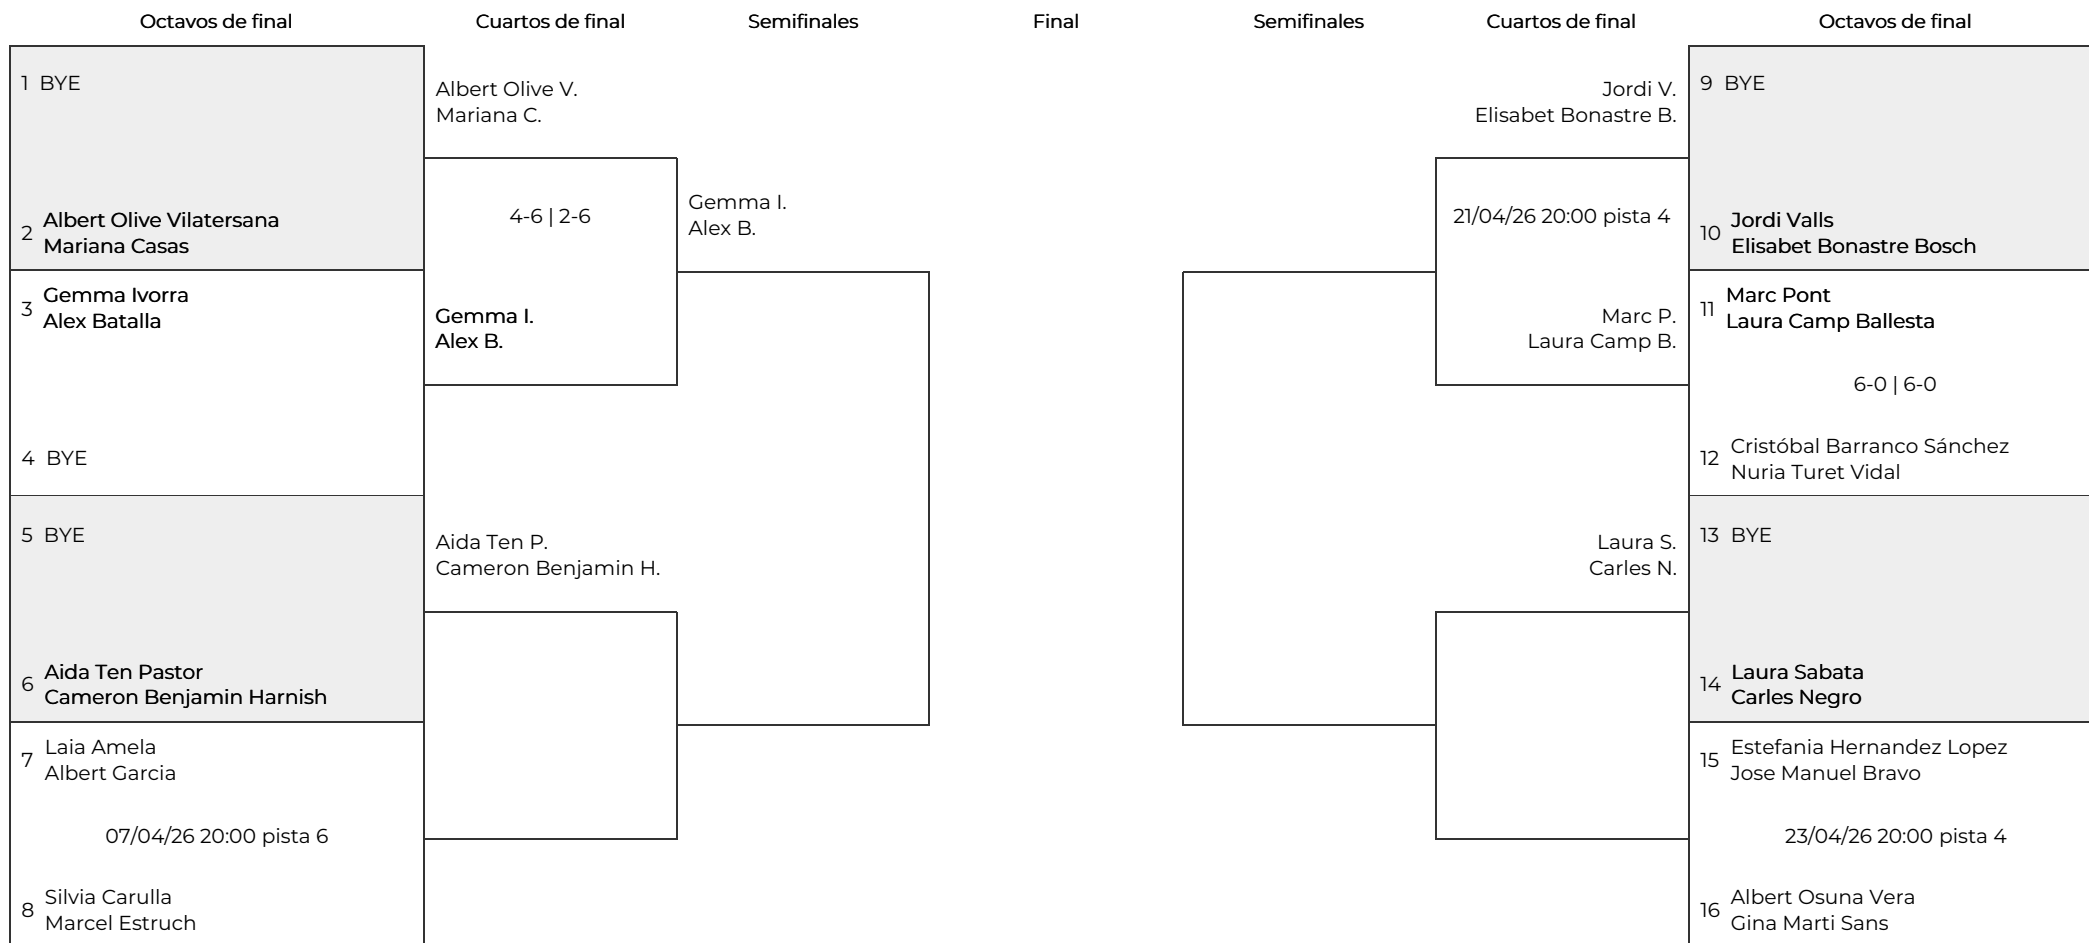 Octavos de final
Cuartos de final
Semifinales
Final
Semifinales
Cuartos de final
Octavos de final
1 BYE
2 Albert Olive Vilatersana
Mariana Casas
3 Gemma Ivorra
Alex Batalla
4 BYE
5 BYE
6 Aida Ten Pastor
Cameron Benjamin Harnish
7 Laia Amela
Albert Garcia
07/04/26 20:00 pista 6
8 Silvia Carulla
Marcel Estruch
Albert Olive V.
Mariana C.
4-6 | 2-6
Gemma I.
Alex B.
Aida Ten P.
Cameron Benjamin H.
Gemma I.
Alex B.
Jordi V.
Elisabet Bonastre B.
21/04/26 20:00 pista 4
Marc P.
Laura Camp B.
Laura S.
Carles N.
9 BYE
10 Jordi Valls
Elisabet Bonastre Bosch
11 Marc Pont
Laura Camp Ballesta
6-0 | 6-0
12 Cristóbal Barranco Sánchez
Nuria Turet Vidal
13 BYE
14 Laura Sabata
Carles Negro
15 Estefania Hernandez Lopez
Jose Manuel Bravo
23/04/26 20:00 pista 4
16 Albert Osuna Vera
Gina Marti Sans